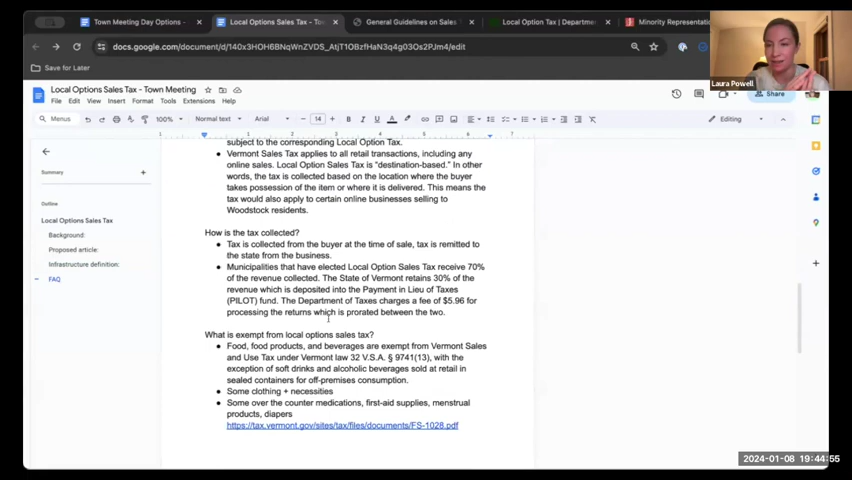 Town Meeting Day Options -
Local Options Sales Tax - To
General Guidelines on Sales
Local Option Tax | Departmen
Minority Representa
docs.google.com/document/d/140x3HOH6BNqWnZVDS_AtjT1OBzfHaN3q4g03Os2PJm4/edit
Save for Later
Laura Powell
Local Options Sales Tax - Town Meeting
File Edit View Insert Format Tools Extensions Help
Share
Menus
100%
Normal text
Arial
14
Editing
1 2 3 4 5 6 7
subject to the corresponding Local Option Tax.
Summary
Outline
Local Options Sales Tax
Background:
Proposed article:
Infrastructure definition:
FAQ
• Vermont Sales Tax applies to all retail transactions, including any
online sales. Local Option Sales Tax is “destination-based.” In other
words, the tax is collected based on the location where the buyer
takes possession of the item or where it is delivered. This means the
tax would also apply to certain online businesses selling to
Woodstock residents.
How is the tax collected?
• Tax is collected from the buyer at the time of sale, tax is remitted to
the state from the business.
• Municipalities that have elected Local Option Sales Tax receive 70%
of the revenue collected. The State of Vermont retains 30% of the
revenue which is deposited into the Payment in Lieu of Taxes
(PILOT) fund. The Department of Taxes charges a fee of $5.96 for
processing the returns which is prorated between the two.
What is exempt from local options sales tax?
• Food, food products, and beverages are exempt from Vermont Sales
and Use Tax under Vermont law 32 V.S.A. § 9741(13), with the
exception of soft drinks and alcoholic beverages sold at retail in
sealed containers for off-premises consumption.
• Some clothing + necessities
• Some over the counter medications, first-aid supplies, menstrual
products, diapers
https://tax.vermont.gov/sites/tax/files/documents/FS-1028.pdf
2024-01-08 19:44:55